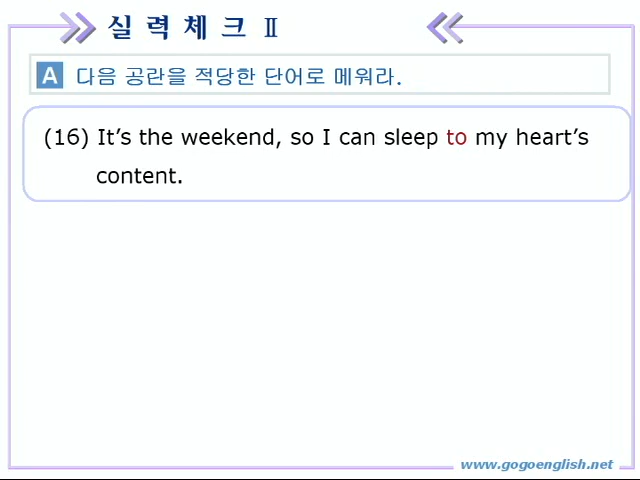 실 력 체 크 Ⅱ
A 다음 공란을 적당한 단어로 메워라.
(16) It’s the weekend, so I can sleep to my heart’s
content.
www.gogoenglish.net